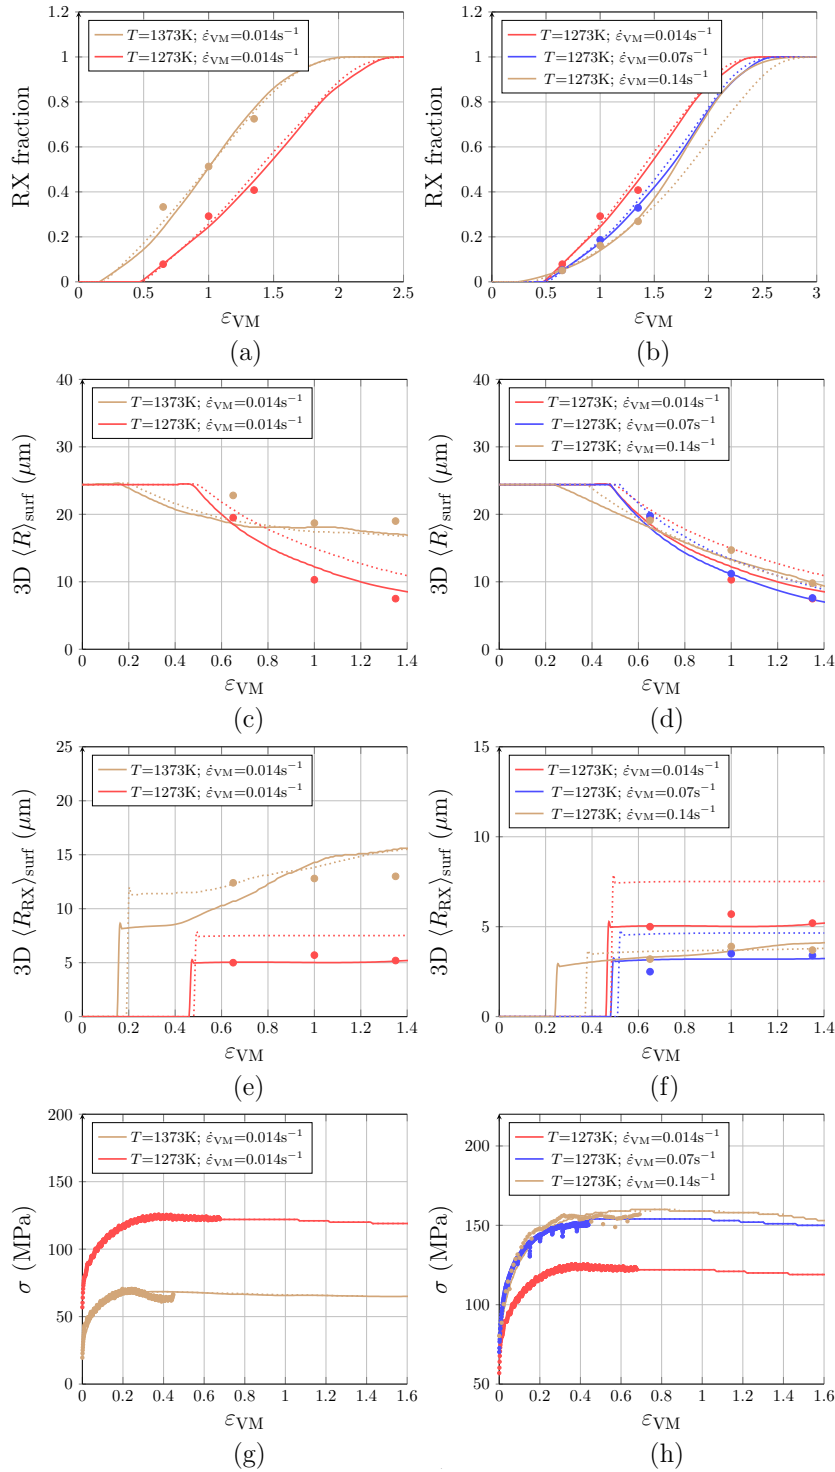 T=1373K; ε̇VM=0.014s⁻¹
T=1273K; ε̇VM=0.014s⁻¹
1.2
1
0.8
0.6
0.4
0.2
0
RX fraction
0 0.5 1 1.5 2 2.5
εVM
(a)
T=1273K; ε̇VM=0.014s⁻¹
T=1273K; ε̇VM=0.07s⁻¹
T=1273K; ε̇VM=0.14s⁻¹
1.2
1
0.8
0.6
0.4
0.2
0
RX fraction
0 0.5 1 1.5 2 2.5 3
εVM
(b)
T=1373K; ε̇VM=0.014s⁻¹
T=1273K; ε̇VM=0.014s⁻¹
40
30
20
10
0
3D ⟨R⟩surf (μm)
0 0.2 0.4 0.6 0.8 1 1.2 1.4
εVM
(c)
T=1273K; ε̇VM=0.014s⁻¹
T=1273K; ε̇VM=0.07s⁻¹
T=1273K; ε̇VM=0.14s⁻¹
40
30
20
10
0
3D ⟨R⟩surf (μm)
0 0.2 0.4 0.6 0.8 1 1.2 1.4
εVM
(d)
T=1373K; ε̇VM=0.014s⁻¹
T=1273K; ε̇VM=0.014s⁻¹
25
20
15
10
5
0
3D ⟨RRX⟩surf (μm)
0 0.2 0.4 0.6 0.8 1 1.2 1.4
εVM
(e)
T=1273K; ε̇VM=0.014s⁻¹
T=1273K; ε̇VM=0.07s⁻¹
T=1273K; ε̇VM=0.14s⁻¹
15
10
5
0
3D ⟨RRX⟩surf (μm)
0 0.2 0.4 0.6 0.8 1 1.2 1.4
εVM
(f)
T=1373K; ε̇VM=0.014s⁻¹
T=1273K; ε̇VM=0.014s⁻¹
200
150
100
50
0
σ (MPa)
0 0.2 0.4 0.6 0.8 1 1.2 1.4 1.6
εVM
(g)
T=1273K; ε̇VM=0.014s⁻¹
T=1273K; ε̇VM=0.07s⁻¹
T=1273K; ε̇VM=0.14s⁻¹
200
150
100
50
σ (MPa)
0 0.2 0.4 0.6 0.8 1 1.2 1.4 1.6
εVM
(h)